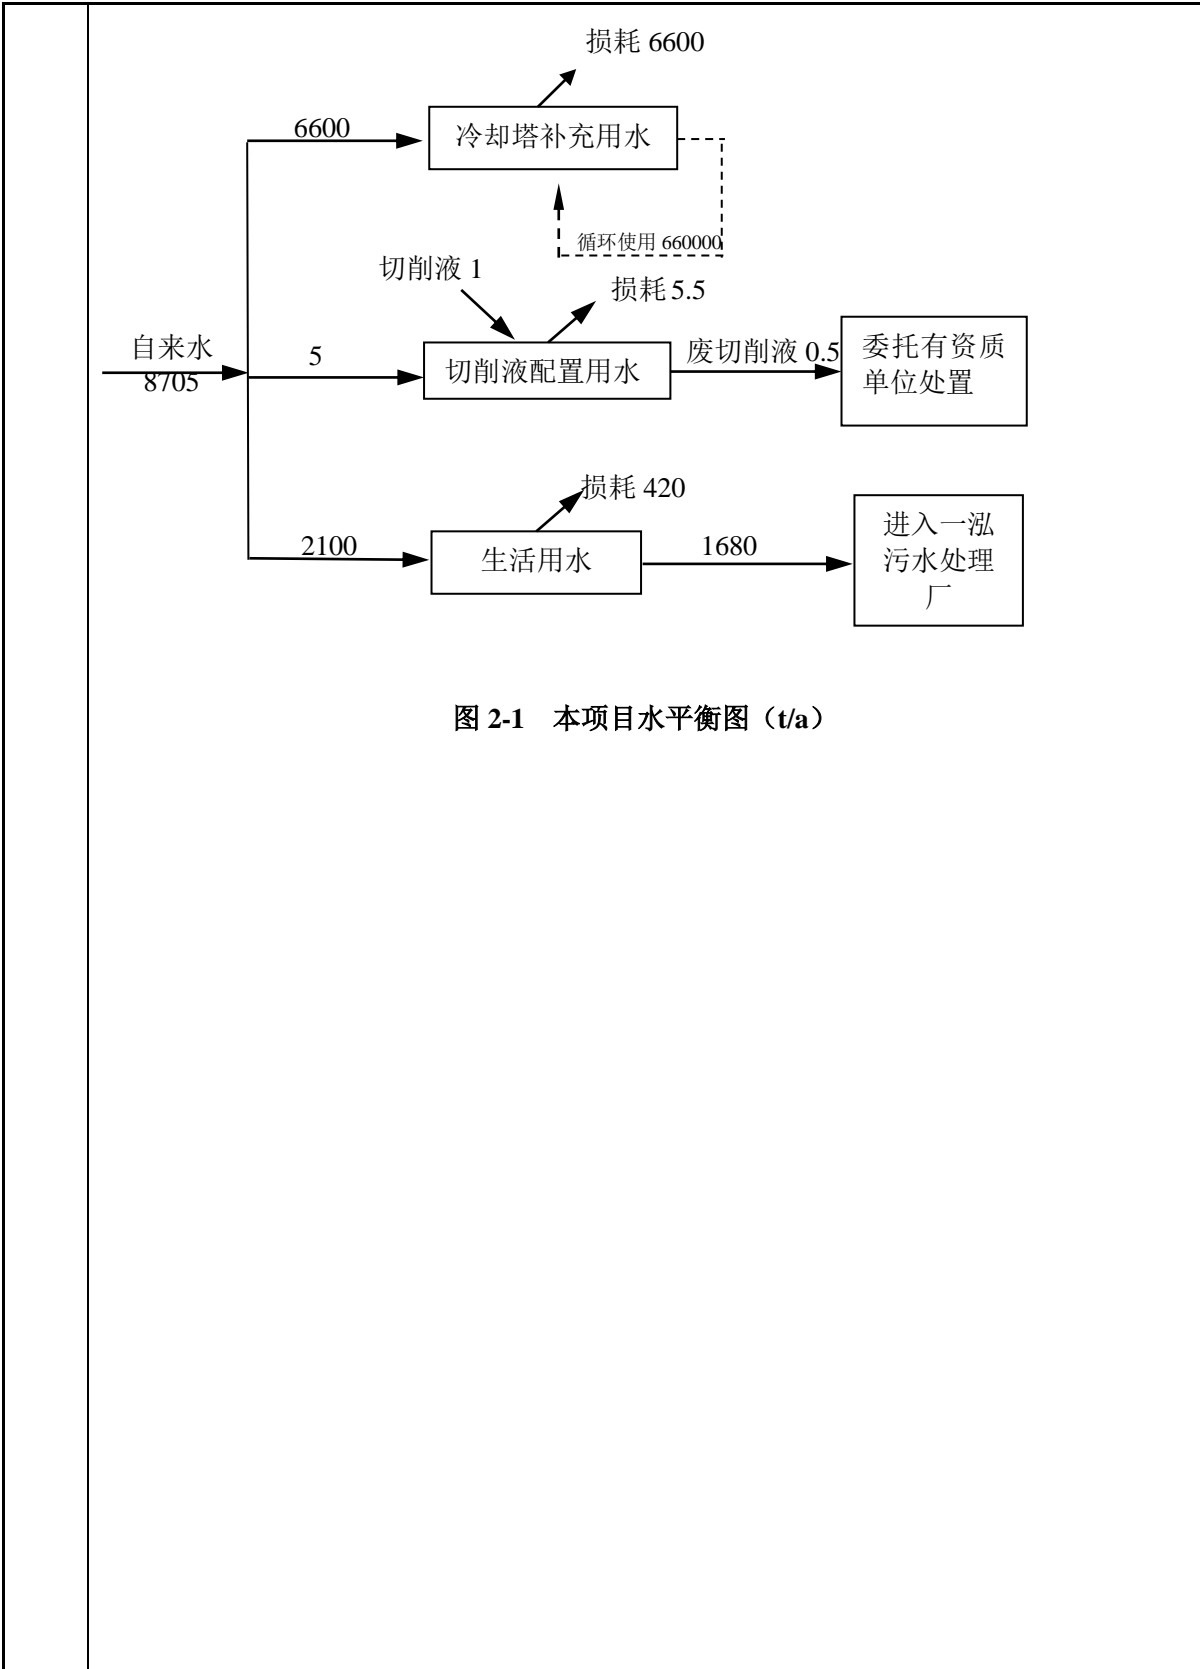 损耗 6600
6600
冷却塔补充用水
循环使用 660000
切削液 1
损耗 5.5
自来水
8705
5
切削液配置用水
废切削液 0.5
委托有资质
单位处置
损耗 420
2100
生活用水
1680
进入一泓
污水处理
厂
图 2-1 本项目水平衡图（t/a）